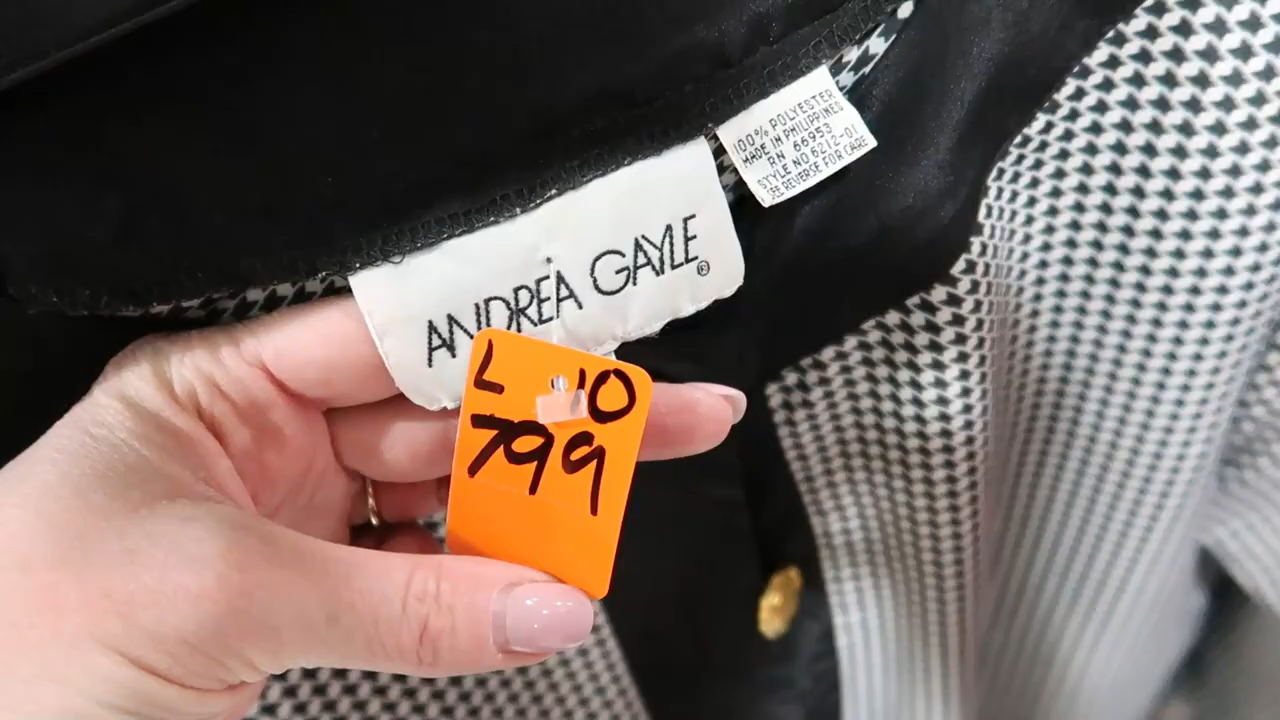 100% POLYESTER
MADE IN PHILIPPINES
RN 66953
STYLE NO 6212-01
SEE REVERSE FOR CARE
ANDREA GAYLE®
L 10
799